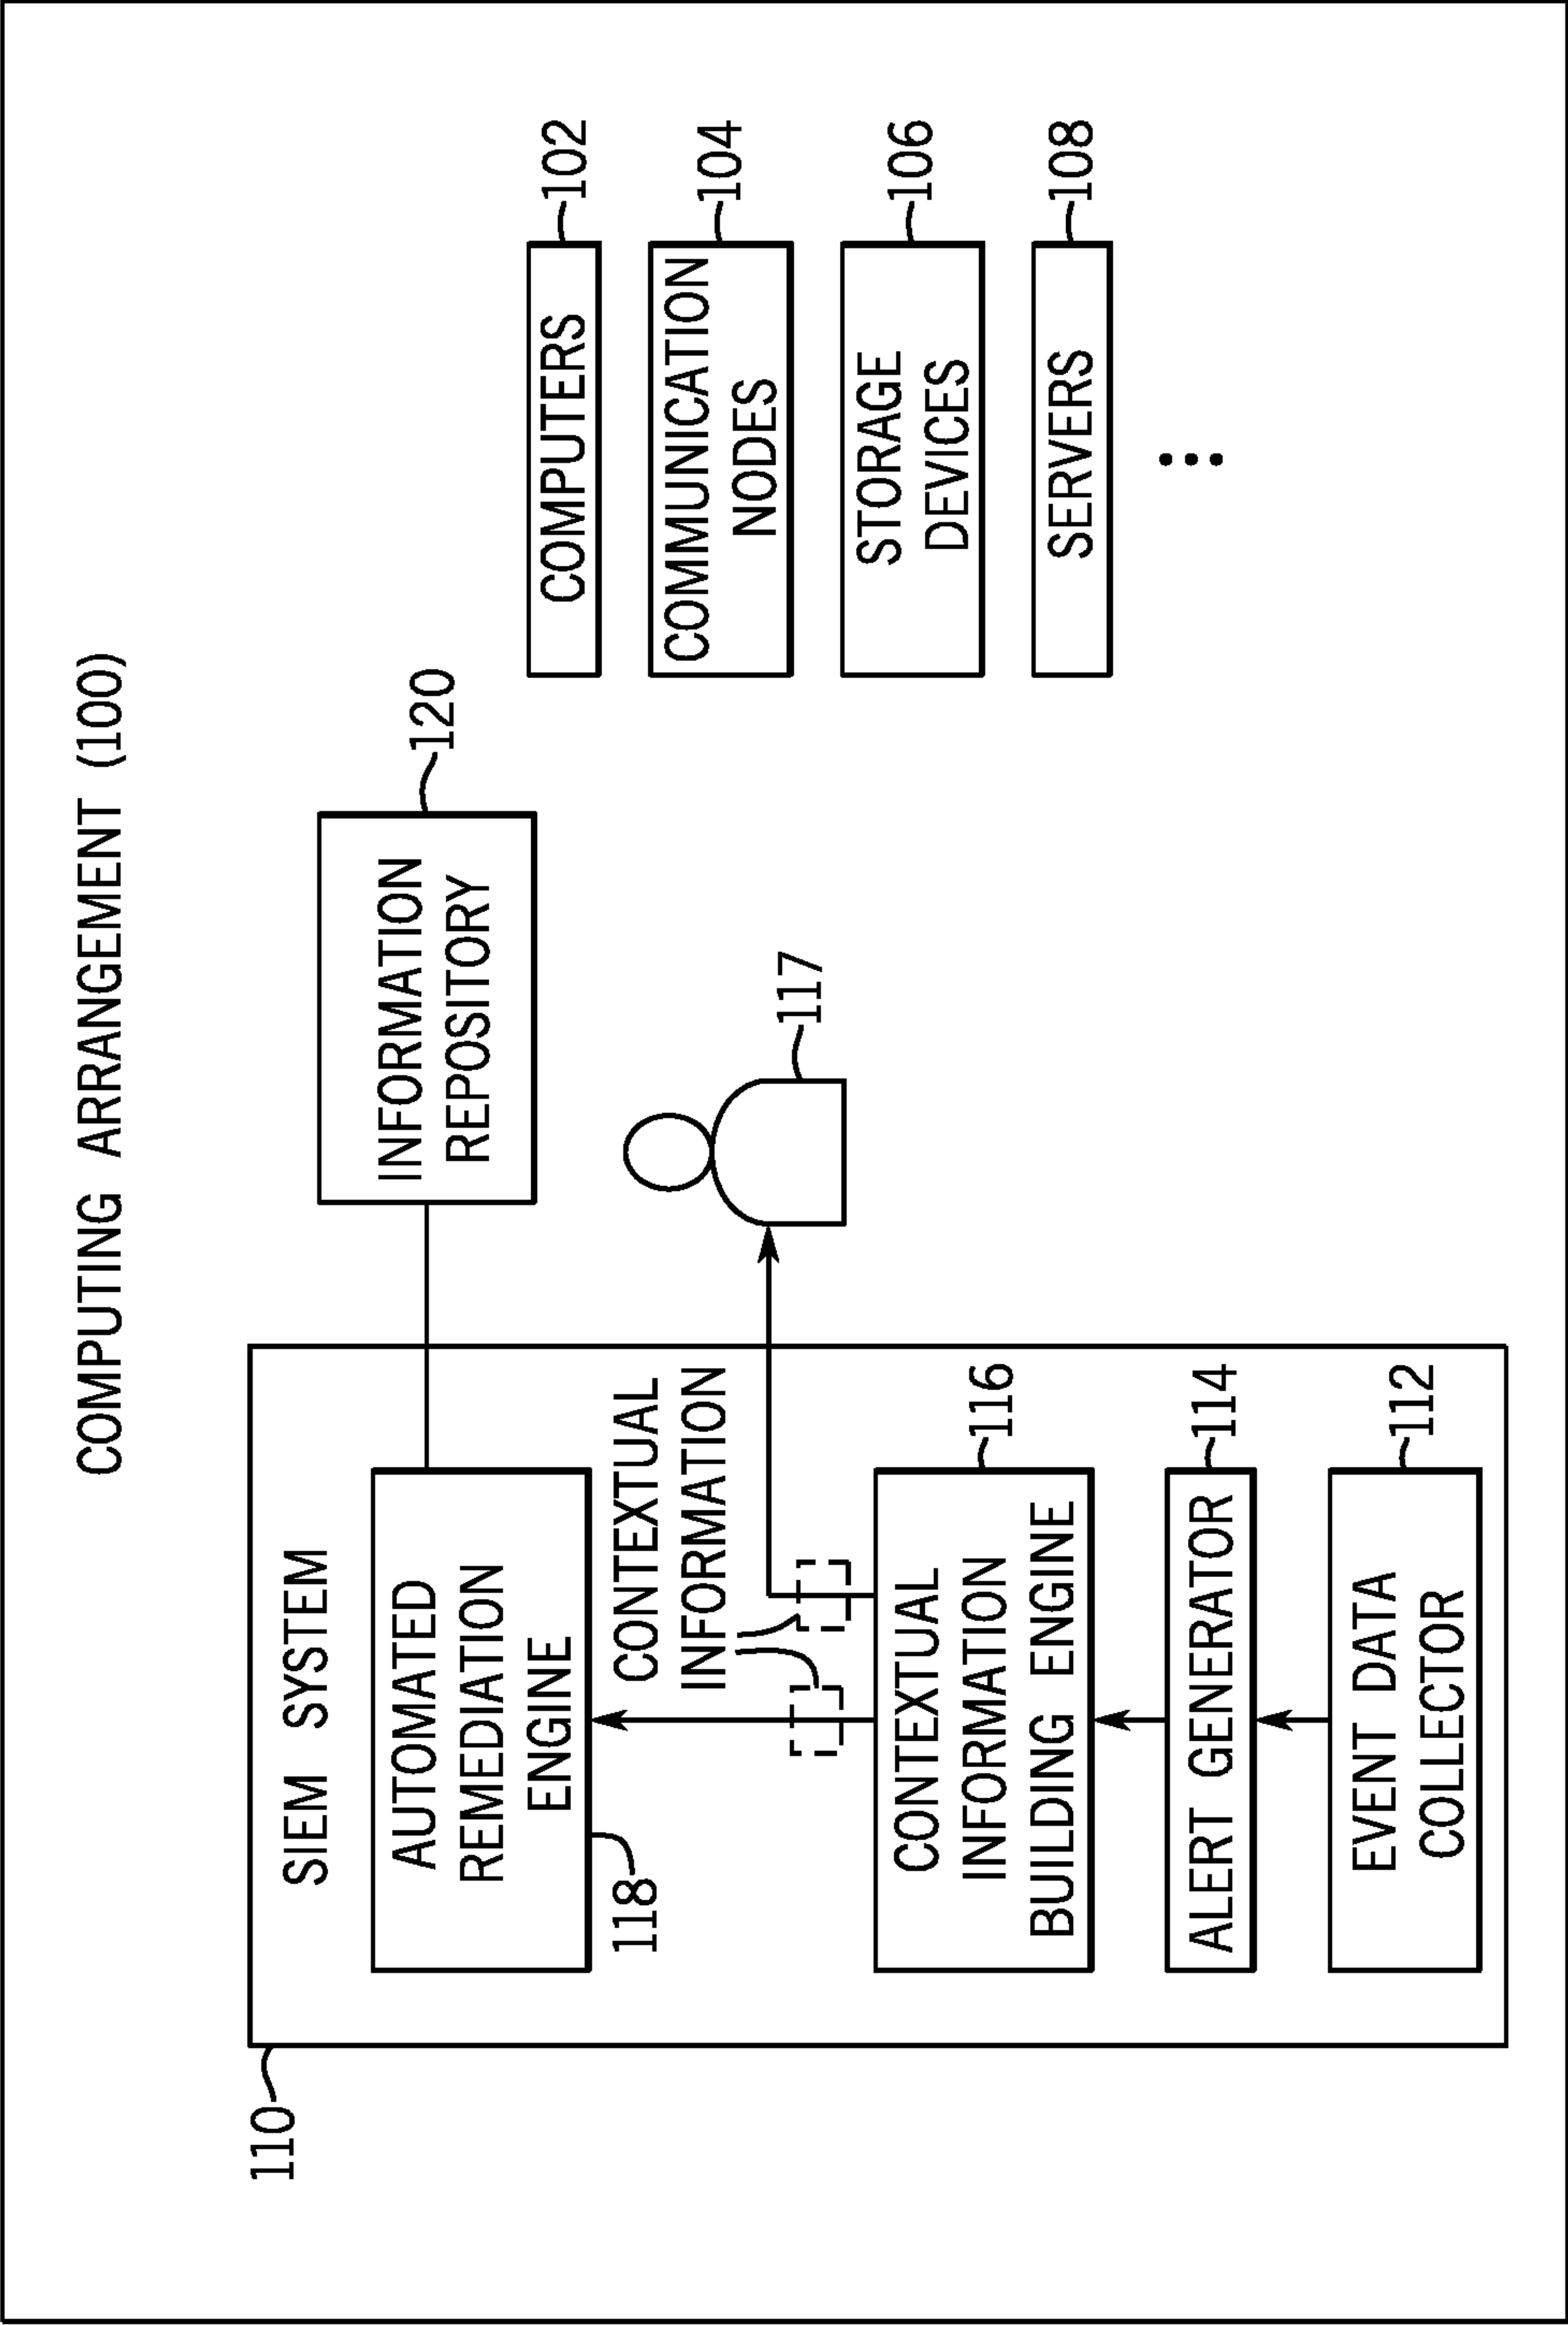 COMPUTING ARRANGEMENT (100)
110
SIEM SYSTEM
AUTOMATED
REMEDIATION
ENGINE
118
CONTEXTUAL
INFORMATION
CONTEXTUAL
INFORMATION
BUILDING ENGINE
116
ALERT GENERATOR
114
EVENT DATA
COLLECTOR
112
INFORMATION
REPOSITORY
120
117
COMPUTERS
102
COMMUNICATION
NODES
104
STORAGE
DEVICES
106
SERVERS
108